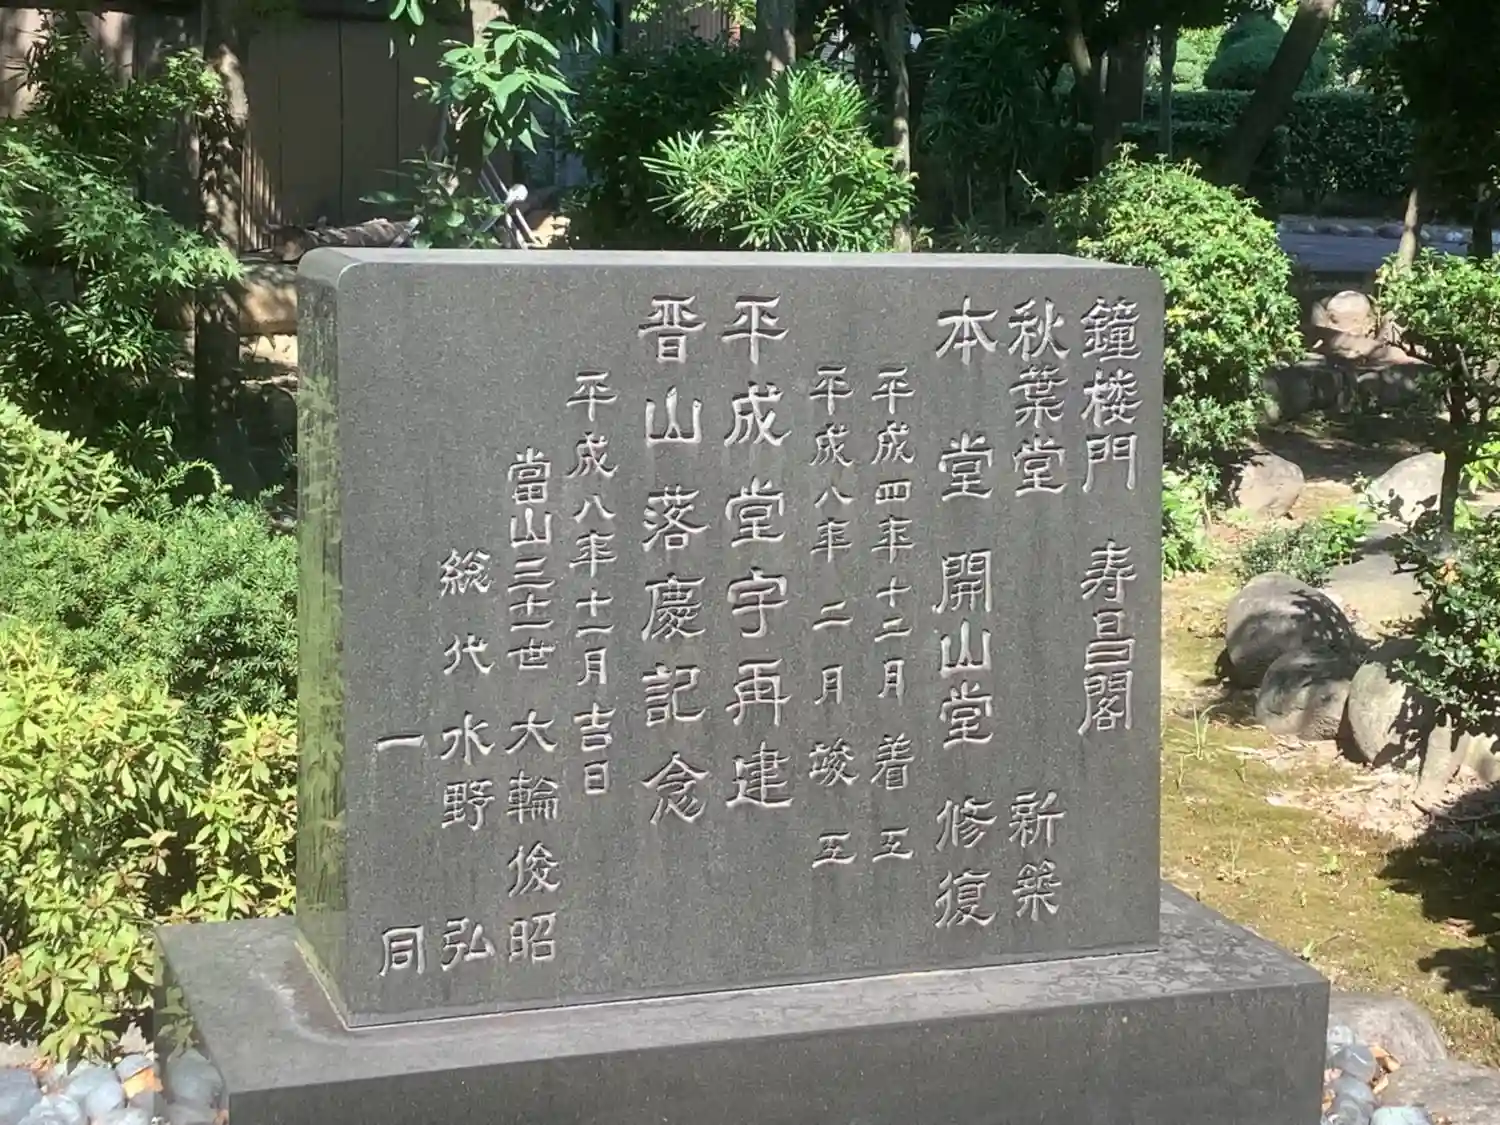 鐘楼門 寿昌閣
秋葉堂 新築
本堂 開山堂 修復
平成四年十二月 着工
平成八年二月 竣工
平成堂宇再建
晋山落慶記念
平成八年十一月吉日
當山三十一世 大輪俊昭
総代 水野弘
一同